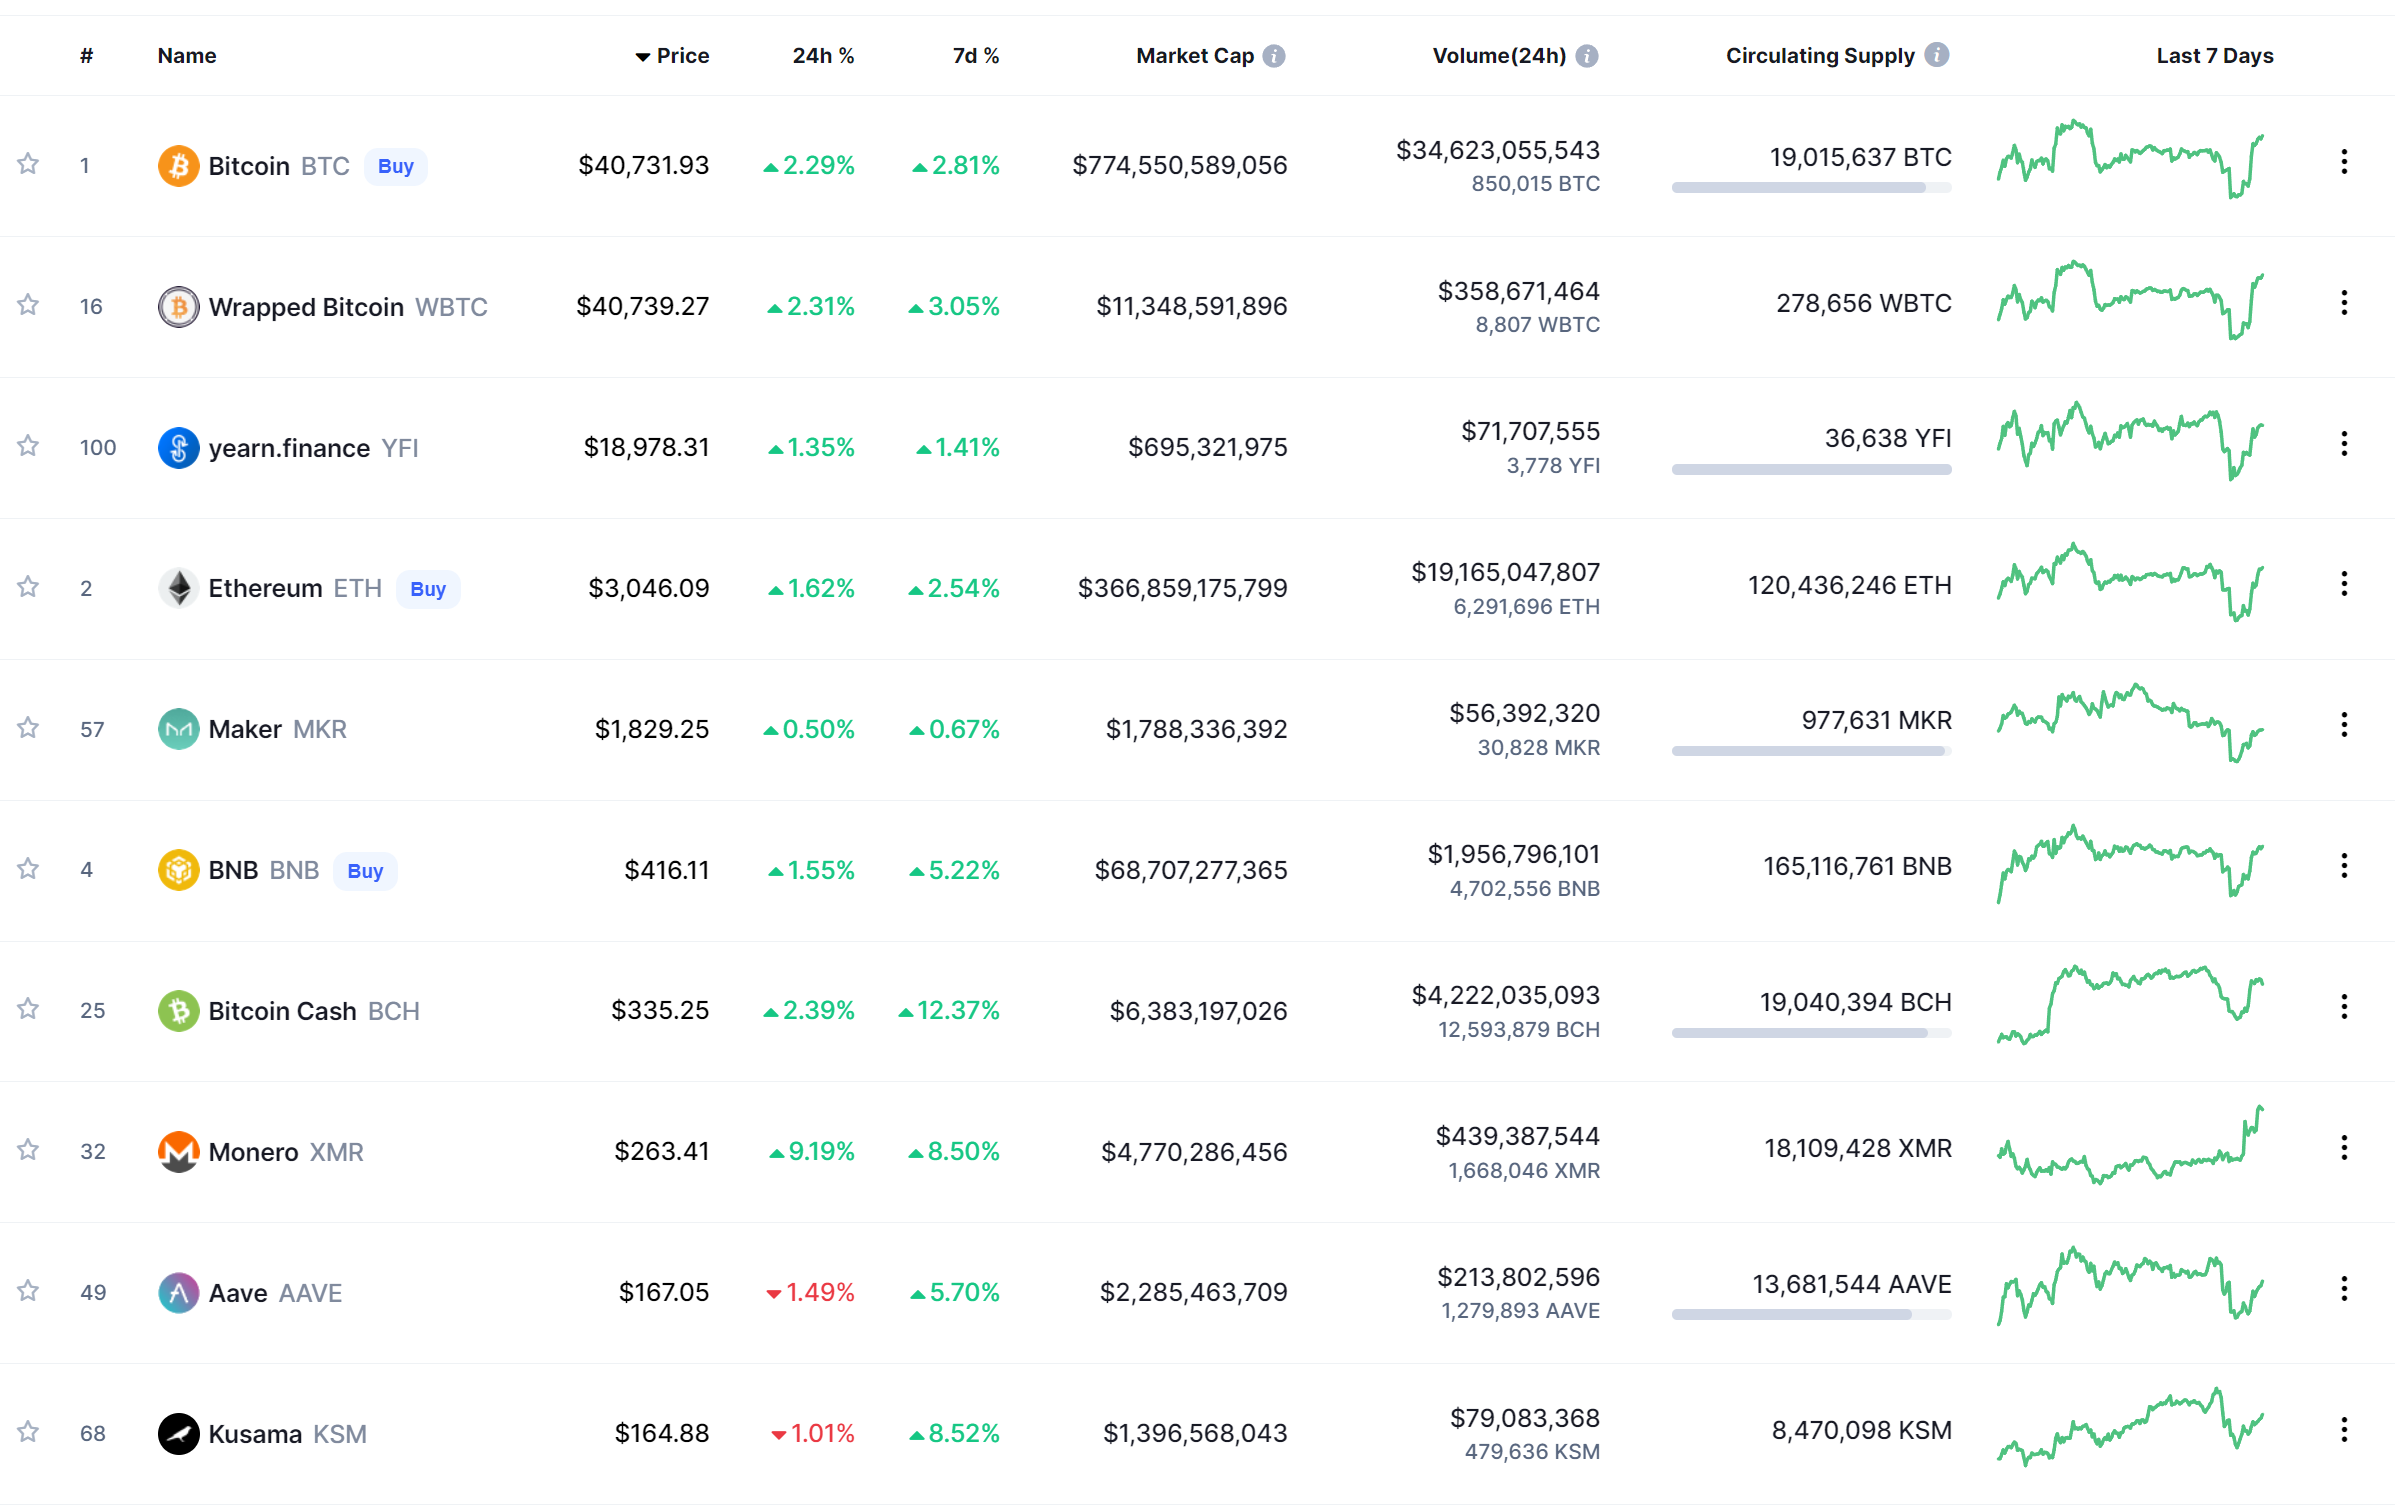 # Name Price 24h % 7d % Market Cap Volume(24h) Circulating Supply Last 7 Days
1 Bitcoin BTC Buy $40,731.93 2.29% 2.81% $774,550,589,056 $34,623,055,543 19,015,637 BTC
850,015 BTC
16 Wrapped Bitcoin WBTC $40,739.27 2.31% 3.05% $11,348,591,896 $358,671,464 278,656 WBTC
8,807 WBTC
100 yearn.finance YFI $18,978.31 1.35% 1.41% $695,321,975 $71,707,555 36,638 YFI
3,778 YFI
2 Ethereum ETH Buy $3,046.09 1.62% 2.54% $366,859,175,799 $19,165,047,807 120,436,246 ETH
6,291,696 ETH
57 Maker MKR $1,829.25 0.50% 0.67% $1,788,336,392 $56,392,320 977,631 MKR
30,828 MKR
4 BNB BNB Buy $416.11 1.55% 5.22% $68,707,277,365 $1,956,796,101 165,116,761 BNB
4,702,556 BNB
25 Bitcoin Cash BCH $335.25 2.39% 12.37% $6,383,197,026 $4,222,035,093 19,040,394 BCH
12,593,879 BCH
32 Monero XMR $263.41 9.19% 8.50% $4,770,286,456 $439,387,544 18,109,428 XMR
1,668,046 XMR
49 Aave AAVE $167.05 1.49% 5.70% $2,285,463,709 $213,802,596 13,681,544 AAVE
1,279,893 AAVE
68 Kusama KSM $164.88 1.01% 8.52% $1,396,568,043 $79,083,368 8,470,098 KSM
479,636 KSM